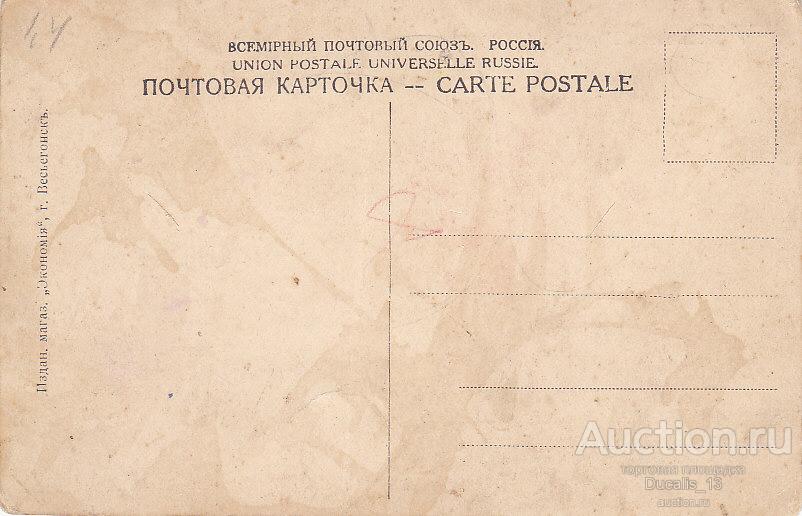 44
ВСЕМІРНЫЙ ПОЧТОВЫЙ СОЮЗЪ. РОССІЯ.
UNION POSTALE UNIVERSELLE RUSSIE.
ПОЧТОВАЯ КАРТОЧКА -- CARTE POSTALE
Издан. магаз. „Экономія“, г. Весьегонскъ.
Auction.ru
торговая площадка
Ducalis_13
auction.ru